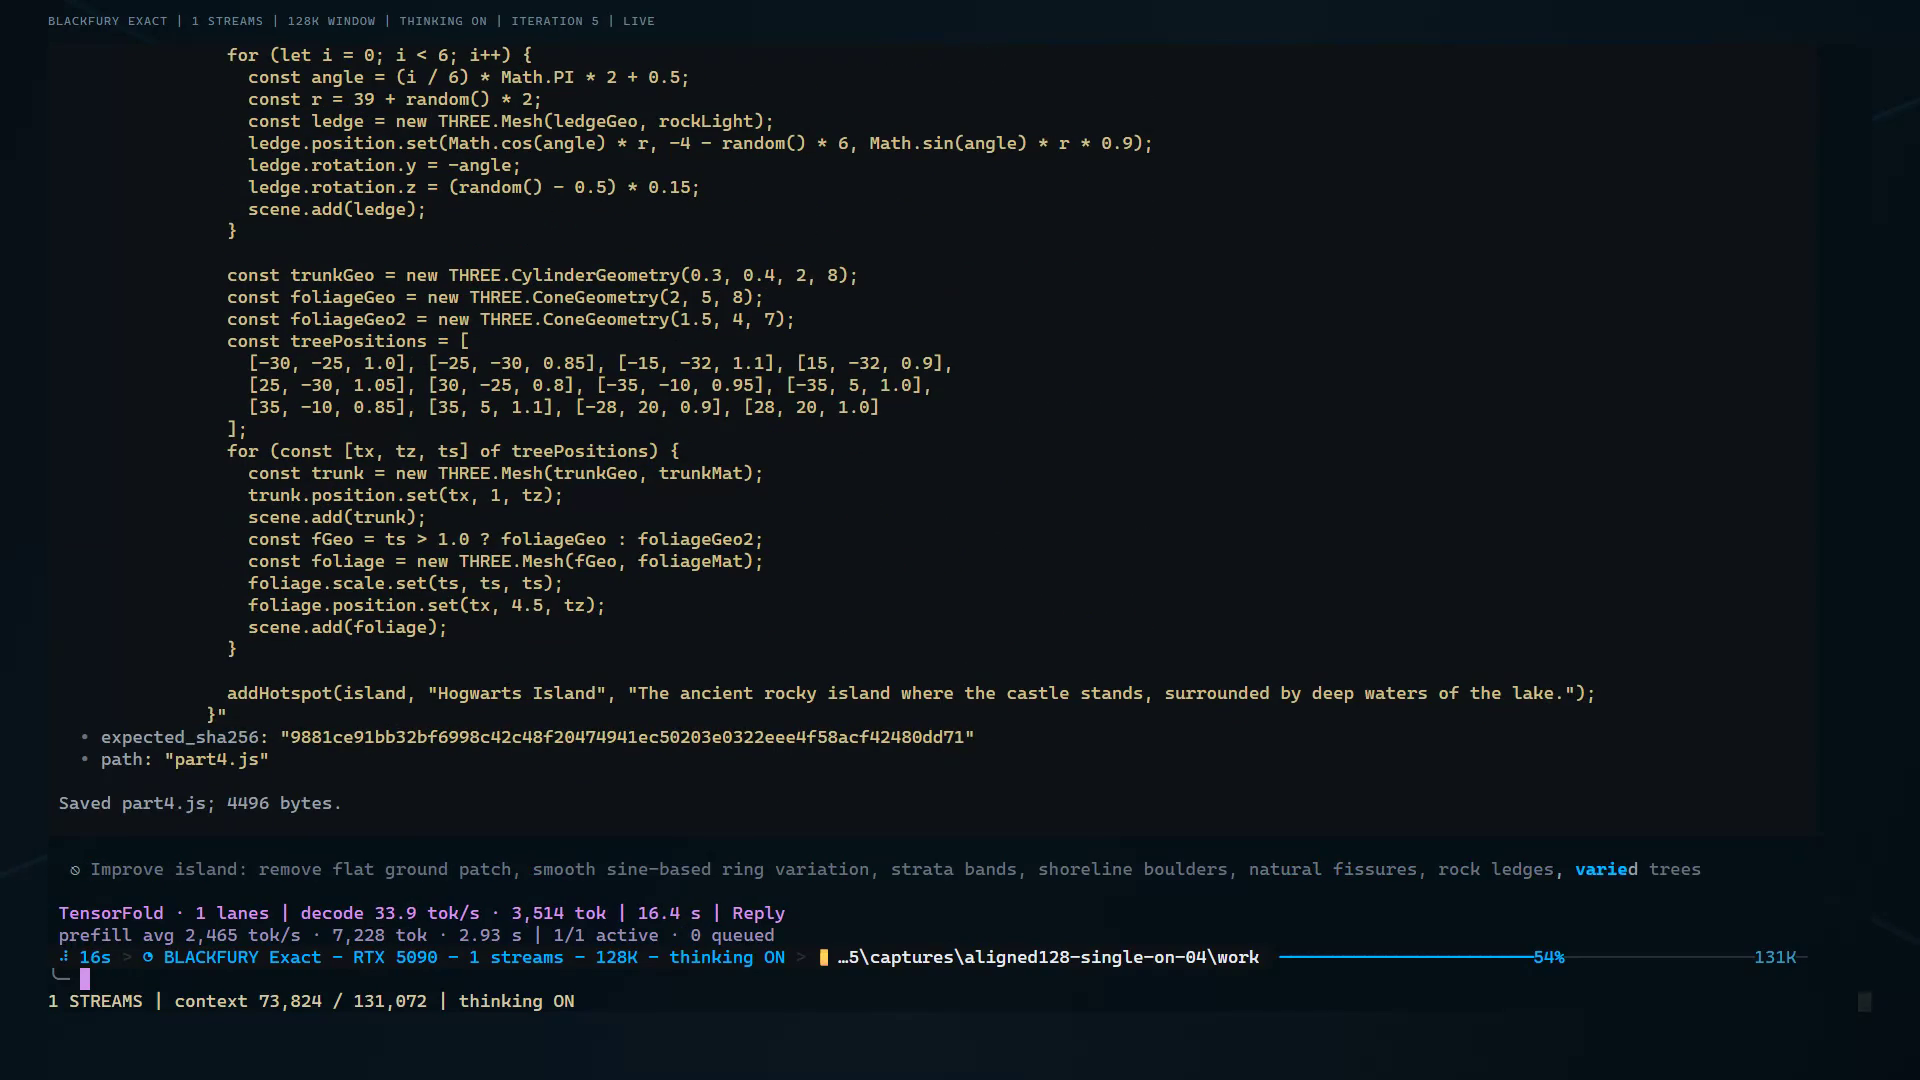 BLACKFURY EXACT | 1 STREAMS | 128K WINDOW | THINKING ON | ITERATION 5 | LIVE
for (let i = 0; i < 6; i++) {
const angle = (i / 6) * Math.PI * 2 + 0.5;
const r = 39 + random() * 2;
const ledge = new THREE.Mesh(ledgeGeo, rockLight);
ledge.position.set(Math.cos(angle) * r, -4 - random() * 6, Math.sin(angle) * r * 0.9);
ledge.rotation.y = -angle;
ledge.rotation.z = (random() - 0.5) * 0.15;
scene.add(ledge);
}
const trunkGeo = new THREE.CylinderGeometry(0.3, 0.4, 2, 8);
const foliageGeo = new THREE.ConeGeometry(2, 5, 8);
const foliageGeo2 = new THREE.ConeGeometry(1.5, 4, 7);
const treePositions = [
[-30, -25, 1.0], [-25, -30, 0.85], [-15, -32, 1.1], [15, -32, 0.9],
[25, -30, 1.05], [30, -25, 0.8], [-35, -10, 0.95], [-35, 5, 1.0],
[35, -10, 0.85], [35, 5, 1.1], [-28, 20, 0.9], [28, 20, 1.0]
];
for (const [tx, tz, ts] of treePositions) {
const trunk = new THREE.Mesh(trunkGeo, trunkMat);
trunk.position.set(tx, 1, tz);
scene.add(trunk);
const fGeo = ts > 1.0 ? foliageGeo : foliageGeo2;
const foliage = new THREE.Mesh(fGeo, foliageMat);
foliage.scale.set(ts, ts, ts);
foliage.position.set(tx, 4.5, tz);
scene.add(foliage);
}
addHotspot(island, "Hogwarts Island", "The ancient rocky island where the castle stands, surrounded by deep waters of the lake.");
}"
• expected_sha256: "9881ce91bb32bf6998c42c48f20474941ec50203e0322eee4f58acf42480dd71"
• path: "part4.js"
Saved part4.js; 4496 bytes.
Improve island: remove flat ground patch, smooth sine-based ring variation, strata bands, shoreline boulders, natural fissures, rock ledges, varied trees
TensorFold · 1 lanes | decode 33.9 tok/s · 3,514 tok | 16.4 s | Reply
prefill avg 2,465 tok/s · 7,228 tok · 2.93 s | 1/1 active · 0 queued
16s > BLACKFURY Exact - RTX 5090 - 1 streams - 128K - thinking ON > …5\captures\aligned128-single-on-04\work 54% 131K
1 STREAMS | context 73,824 / 131,072 | thinking ON